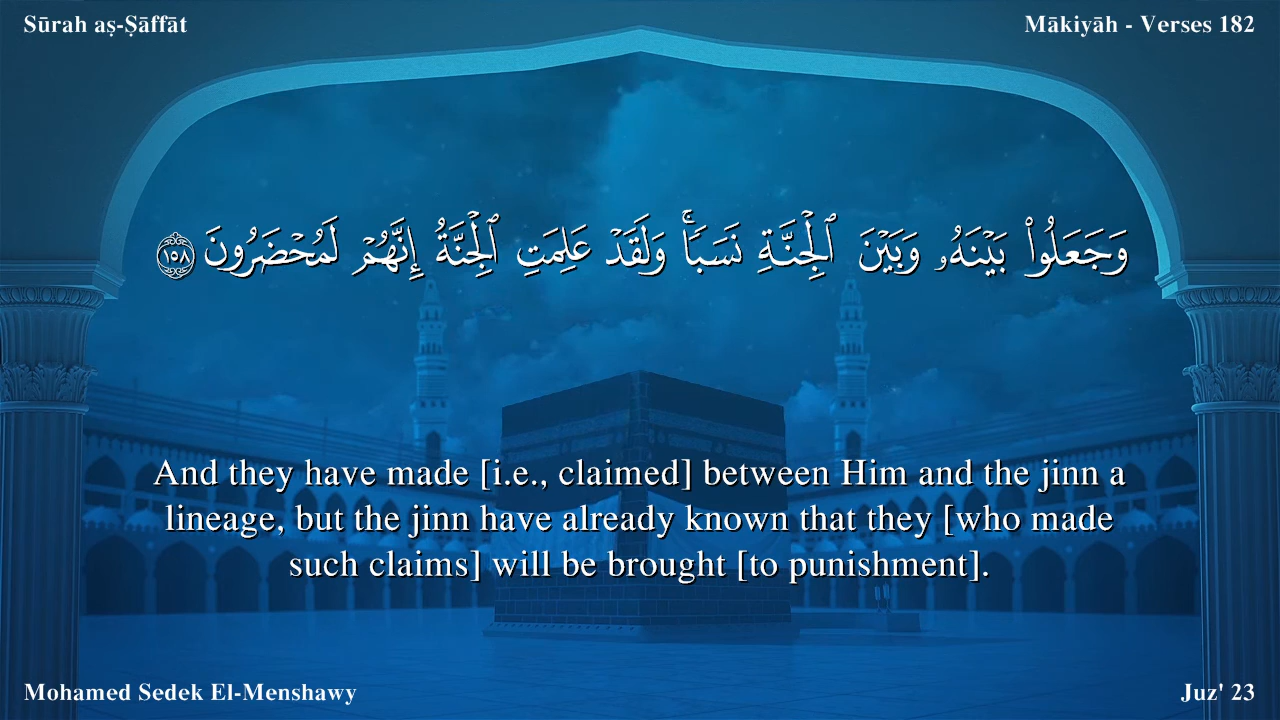 Sūrah aṣ-Ṣāffāt
Mākiyāh - Verses 182
وَجَعَلُوا۟ بَيْنَهُۥ وَبَيْنَ ٱلْجِنَّةِ نَسَبًۭا ۚ وَلَقَدْ عَلِمَتِ ٱلْجِنَّةُ إِنَّهُمْ لَمُحْضَرُونَ ١٥٨
And they have made [i.e., claimed] between Him and the jinn a
lineage, but the jinn have already known that they [who made
such claims] will be brought [to punishment].
Mohamed Sedek El-Menshawy
Juz' 23